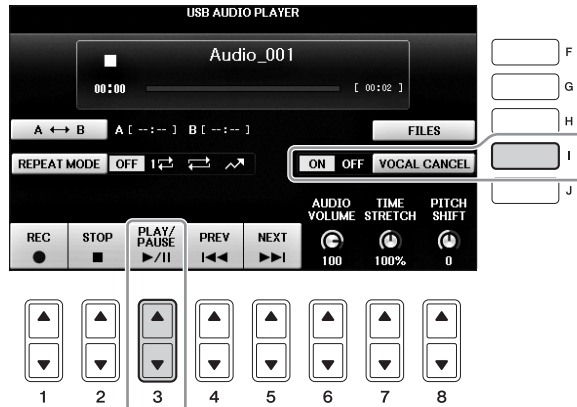 USB AUDIO PLAYER
Audio_001
00:00 [ 00:02 ]
A ↔ B A [ --:-- ] B [ --:-- ] FILES
REPEAT MODE OFF 1 ON OFF VOCAL CANCEL
AUDIO VOLUME TIME STRETCH PITCH SHIFT
REC STOP PLAY/PAUSE PREV NEXT
100 100% 0
F
G
H
I
J
1 2 3 4 5 6 7 8